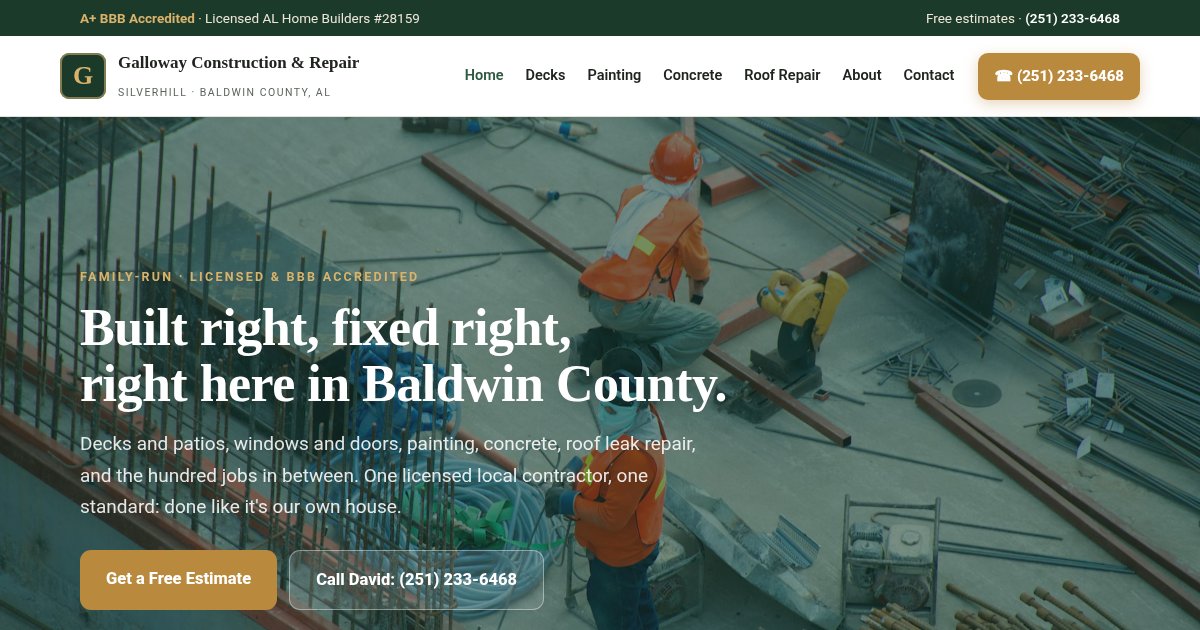 A+ BBB Accredited · Licensed AL Home Builders #28159
Free estimates · (251) 233-6468
G
Galloway Construction & Repair
SILVERHILL · BALDWIN COUNTY, AL
Home
Decks
Painting
Concrete
Roof Repair
About
Contact
☎ (251) 233-6468
FAMILY-RUN · LICENSED & BBB ACCREDITED
Built right, fixed right,
right here in Baldwin County.
Decks and patios, windows and doors, painting, concrete, roof leak repair,
and the hundred jobs in between. One licensed local contractor, one
standard: done like it's our own house.
Get a Free Estimate
Call David: (251) 233-6468